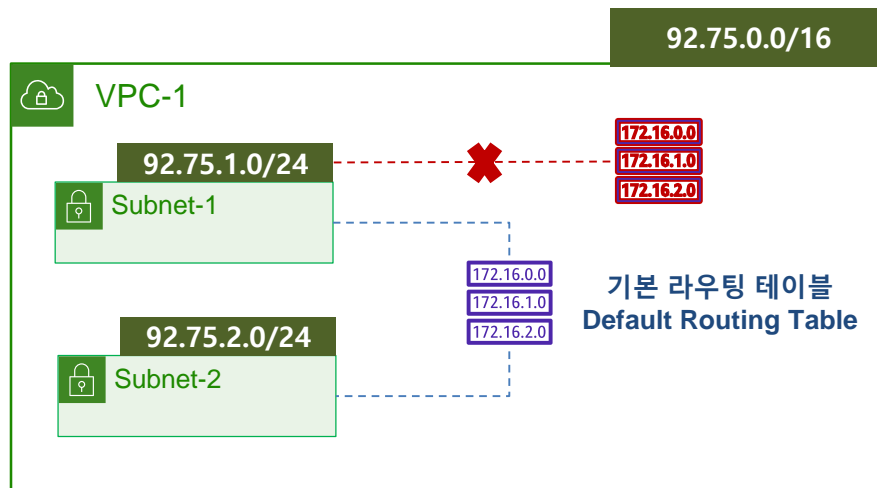 92.75.0.0/16
VPC-1
172.16.0.0
172.16.1.0
172.16.2.0
92.75.1.0/24
Subnet-1
172.16.0.0
172.16.1.0
172.16.2.0
기본 라우팅 테이블
Default Routing Table
92.75.2.0/24
Subnet-2